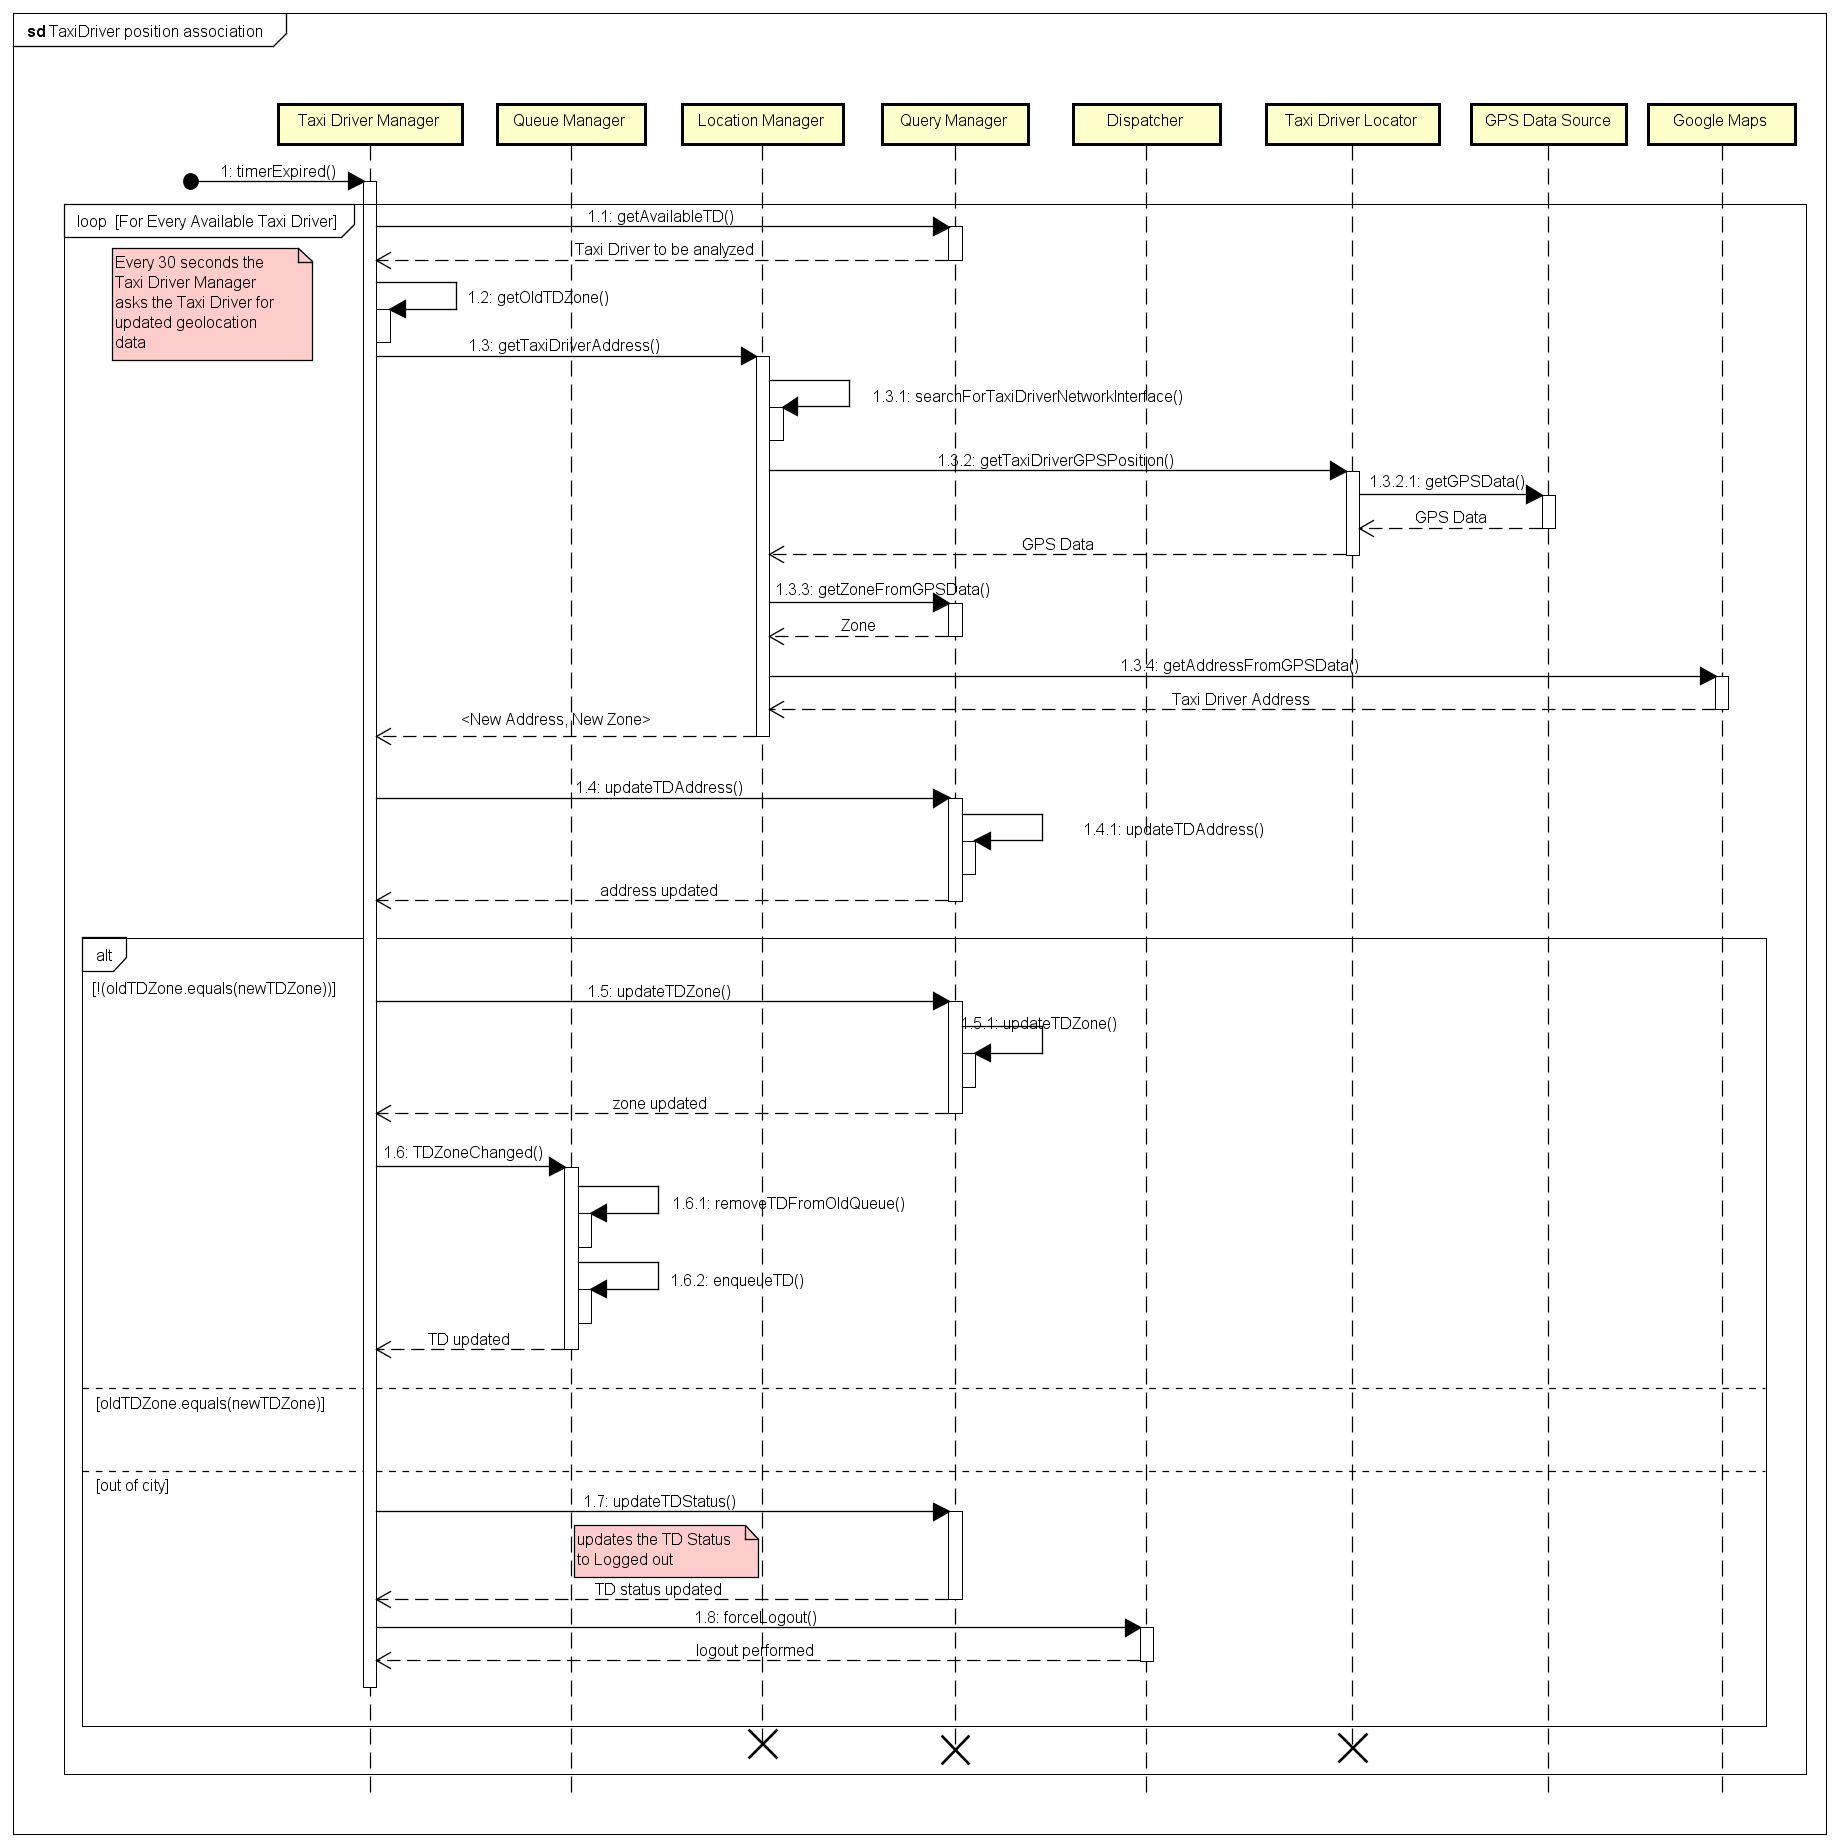 sd TaxiDriver position association
Taxi Driver Manager
Queue Manager
Location Manager
Query Manager
Dispatcher
Taxi Driver Locator
GPS Data Source
Google Maps
1: timerExpired()
loop [For Every Available Taxi Driver]
1.1: getAvailableTD()
Taxi Driver to be analyzed
Every 30 seconds the
Taxi Driver Manager
asks the Taxi Driver for
updated geolocation
data
1.2: getOldTDZone()
1.3: getTaxiDriverAddress()
1.3.1: searchForTaxiDriverNetworkInterface()
1.3.2: getTaxiDriverGPSPosition()
1.3.2.1: getGPSData()
GPS Data
GPS Data
1.3.3: getZoneFromGPSData()
Zone
1.3.4: getAddressFromGPSData()
Taxi Driver Address
<New Address, New Zone>
1.4: updateTDAddress()
1.4.1: updateTDAddress()
address updated
alt
[!(oldTDZone.equals(newTDZone))]
1.5: updateTDZone()
1.5.1: updateTDZone()
zone updated
1.6: TDZoneChanged()
1.6.1: removeTDFromOldQueue()
1.6.2: enqueueTD()
TD updated
[oldTDZone.equals(newTDZone)]
[out of city]
1.7: updateTDStatus()
updates the TD Status
to Logged out
TD status updated
1.8: forceLogout()
logout performed